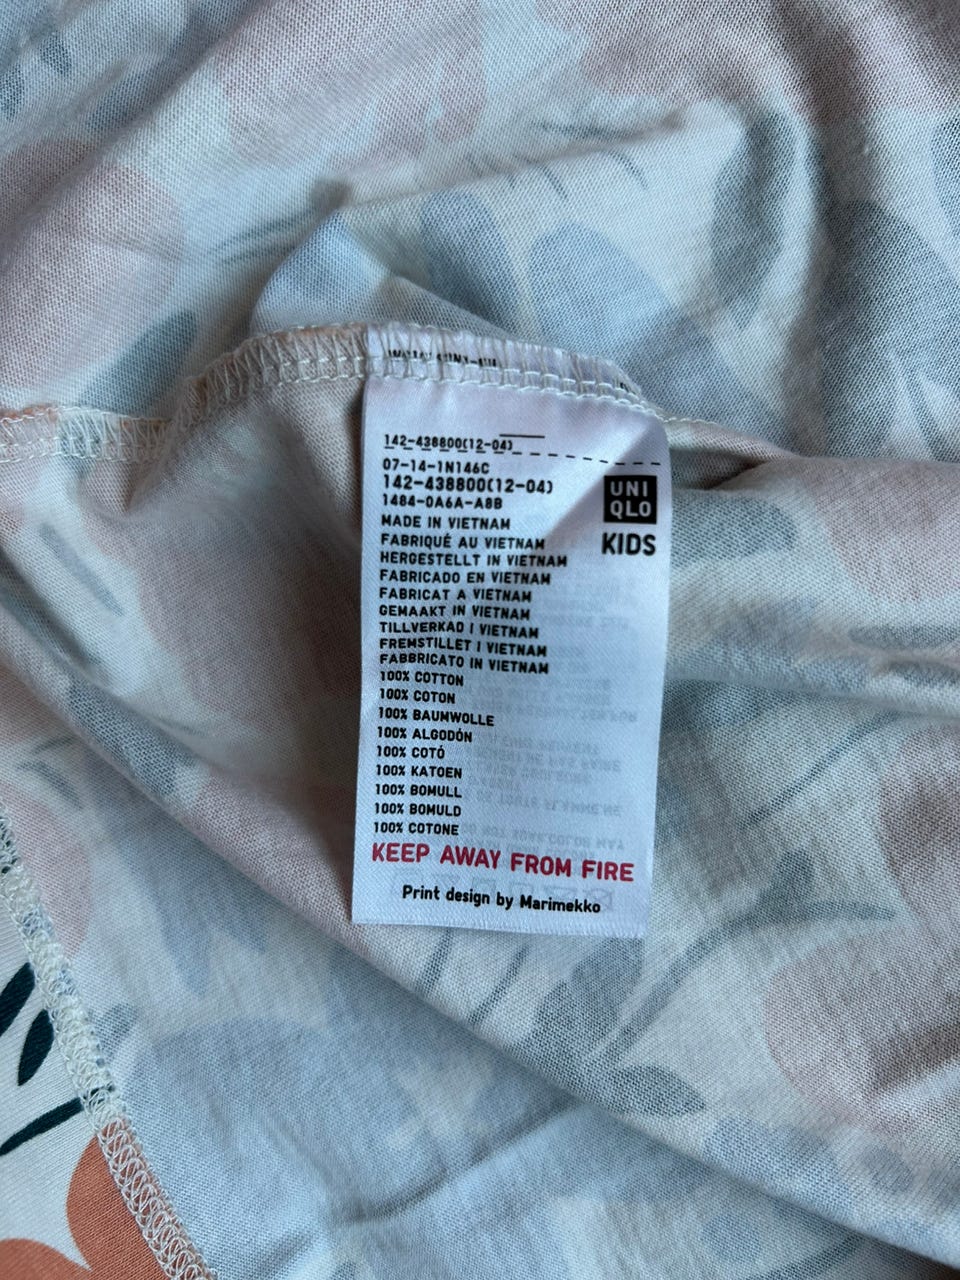 142-438800(12-04)
07-14-1N146C
142-438800(12-04)
1484-0A6A-A8B
UNI
QLO
KIDS
MADE IN VIETNAM
FABRIQUÉ AU VIETNAM
HERGESTELLT IN VIETNAM
FABRICADO EN VIETNAM
FABRICAT A VIETNAM
GEMAAKT IN VIETNAM
TILLVERKAD I VIETNAM
FREMSTILLET I VIETNAM
FABBRICATO IN VIETNAM
100% COTTON
100% COTON
100% BAUMWOLLE
100% ALGODÓN
100% COTÓ
100% KATOEN
100% BOMULL
100% BOMULD
100% COTONE
KEEP AWAY FROM FIRE
Print design by Marimekko